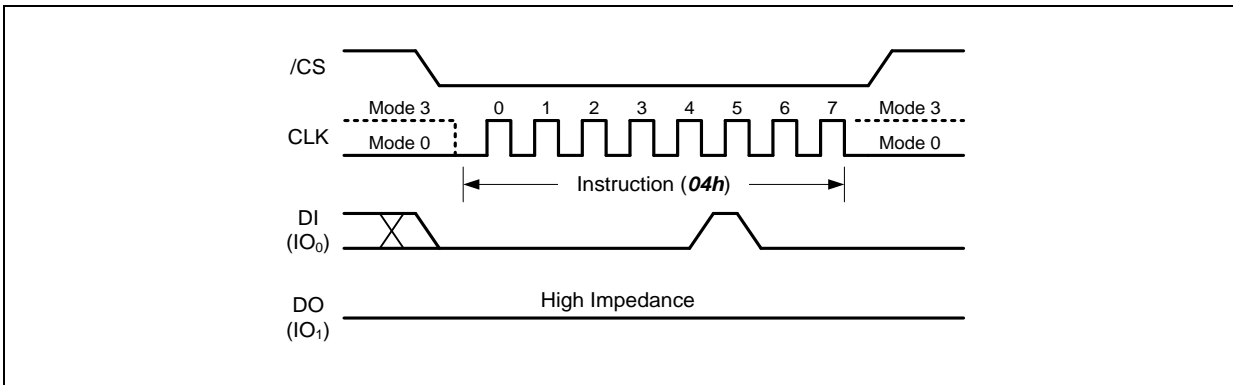 /CS
Mode 3 0 1 2 3 4 5 6 7 Mode 3
CLK
Mode 0 Mode 0
Instruction (04h)
DI
(IO₀)
High Impedance
DO
(IO₁)